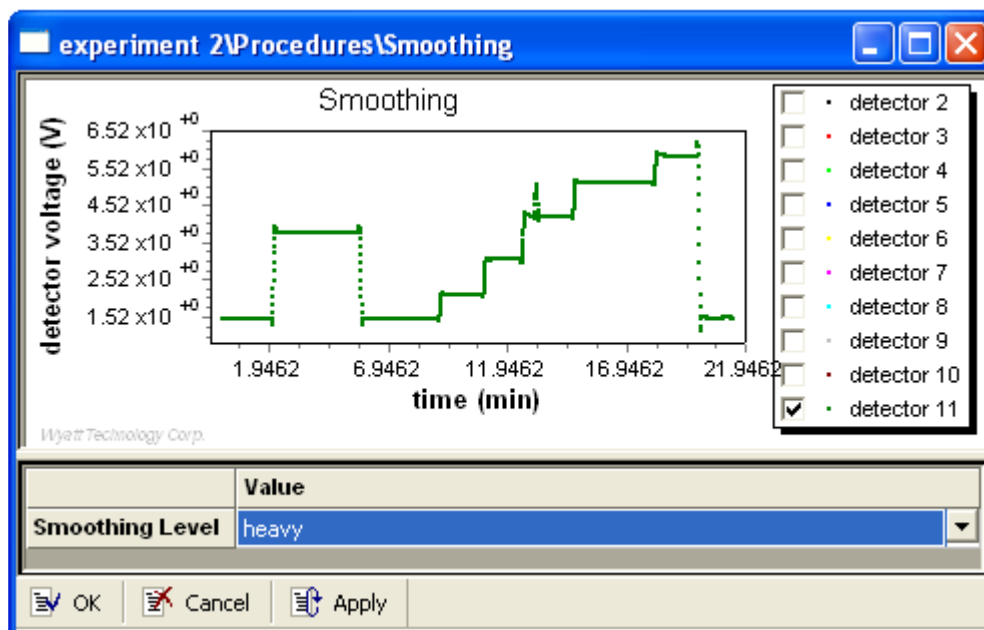 experiment 2\Procedures\Smoothing
Smoothing
detector voltage (V)
6.52 x10 +0
5.52 x10 +0
4.52 x10 +0
3.52 x10 +0
2.52 x10 +0
1.52 x10 +0
1.9462 6.9462 11.9462 16.9462 21.9462
time (min)
Wyatt Technology Corp.
detector 2
detector 3
detector 4
detector 5
detector 6
detector 7
detector 8
detector 9
detector 10
detector 11
Value
Smoothing Level heavy
OK Cancel Apply